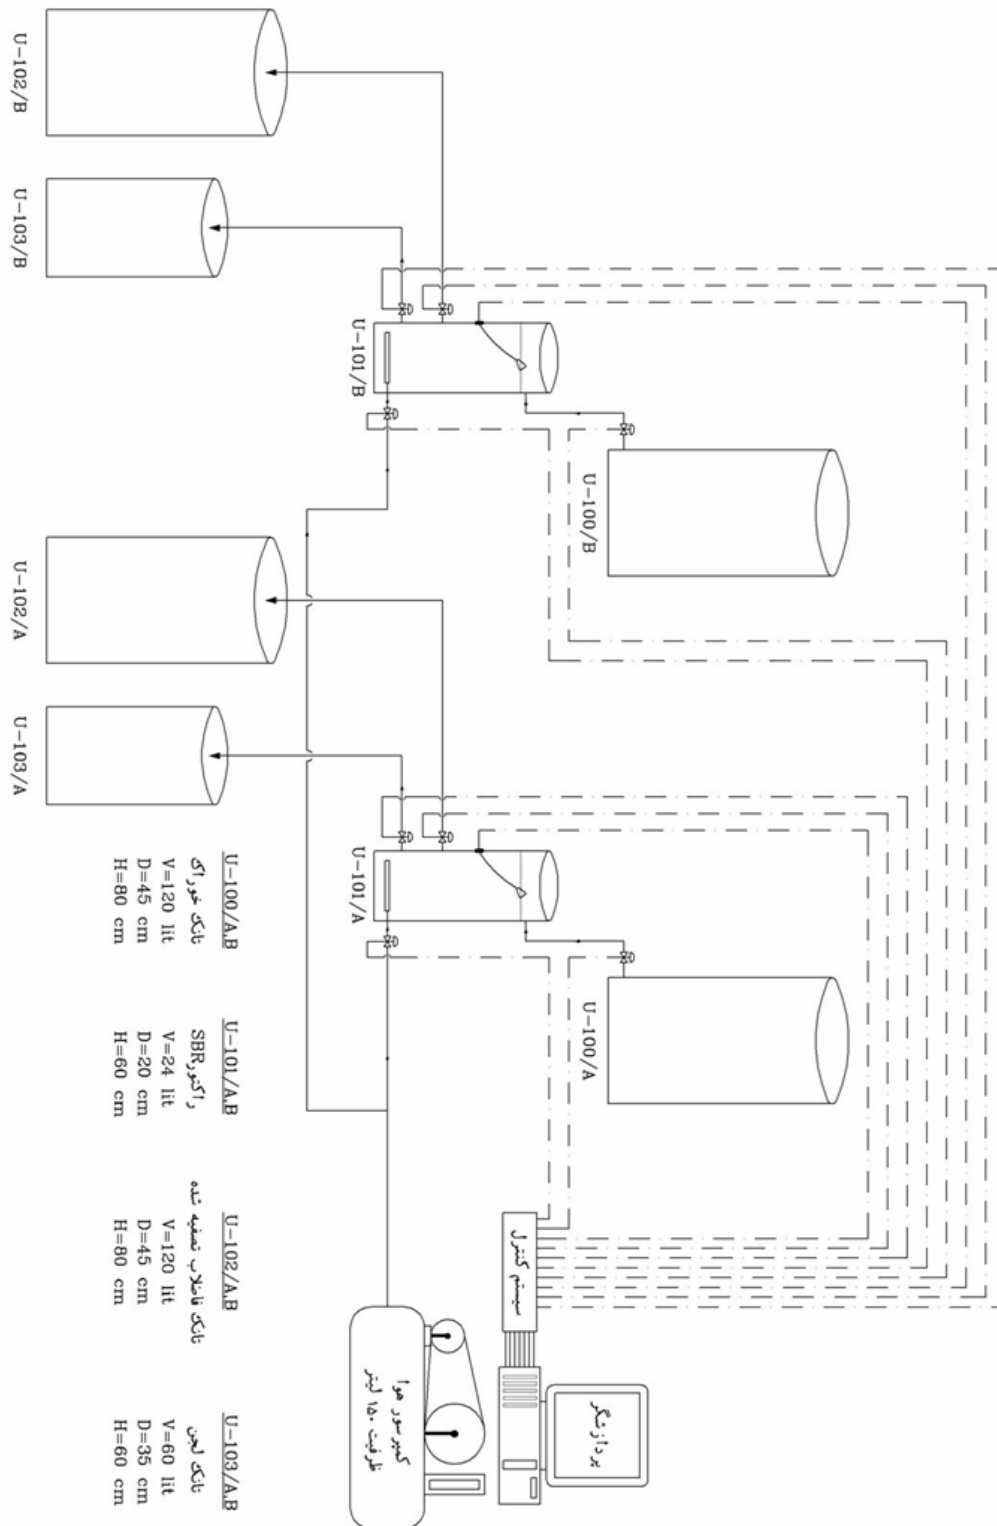 U-102/B
U-103/B
U-101/B
U-100/B
U-102/A
U-103/A
U-101/A
U-100/A
سیستم کنترل
پردازشگر
کمپرسور هوا
ظرفیت ۱۵۰ لیتر
U-100/A,B
تانک خوراک
V=120 lit
D=45 cm
H=80 cm
U-101/A,B
راکتور SBR
V=24 lit
D=20 cm
H=60 cm
U-102/A,B
تانک فاضلاب تصفیه شده
V=120 lit
D=45 cm
H=80 cm
U-103/A,B
تانک لجن
V=60 lit
D=35 cm
H=60 cm